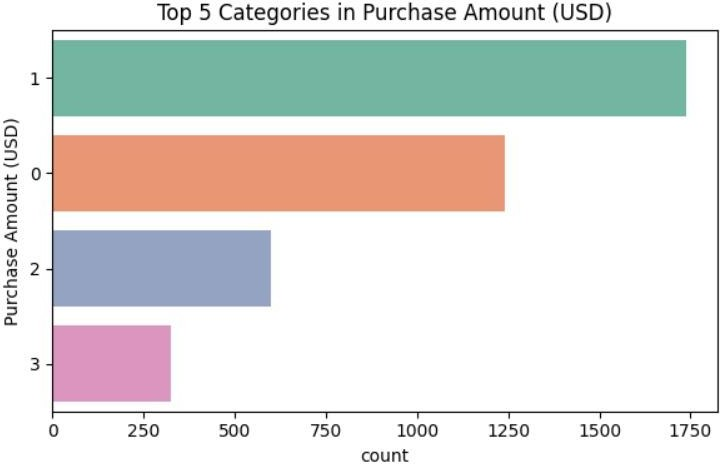 Top 5 Categories in Purchase Amount (USD)
Purchase Amount (USD)
1
0
2
3
0 250 500 750 1000 1250 1500 1750
count